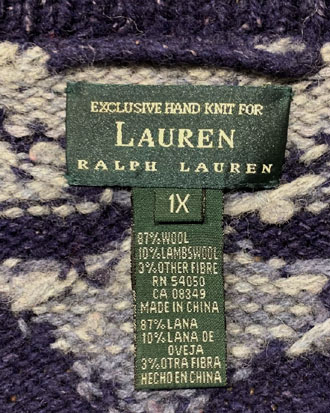 EXCLUSIVE HAND KNIT FOR
LAUREN
RALPH LAUREN
1X
87% WOOL
10% LAMBSWOOL
3% OTHER FIBRE
RN 54050
CA 08349
MADE IN CHINA
87% LANA
10% LANA DE
OVEJA
3% OTRA FIBRA
HECHO EN CHINA